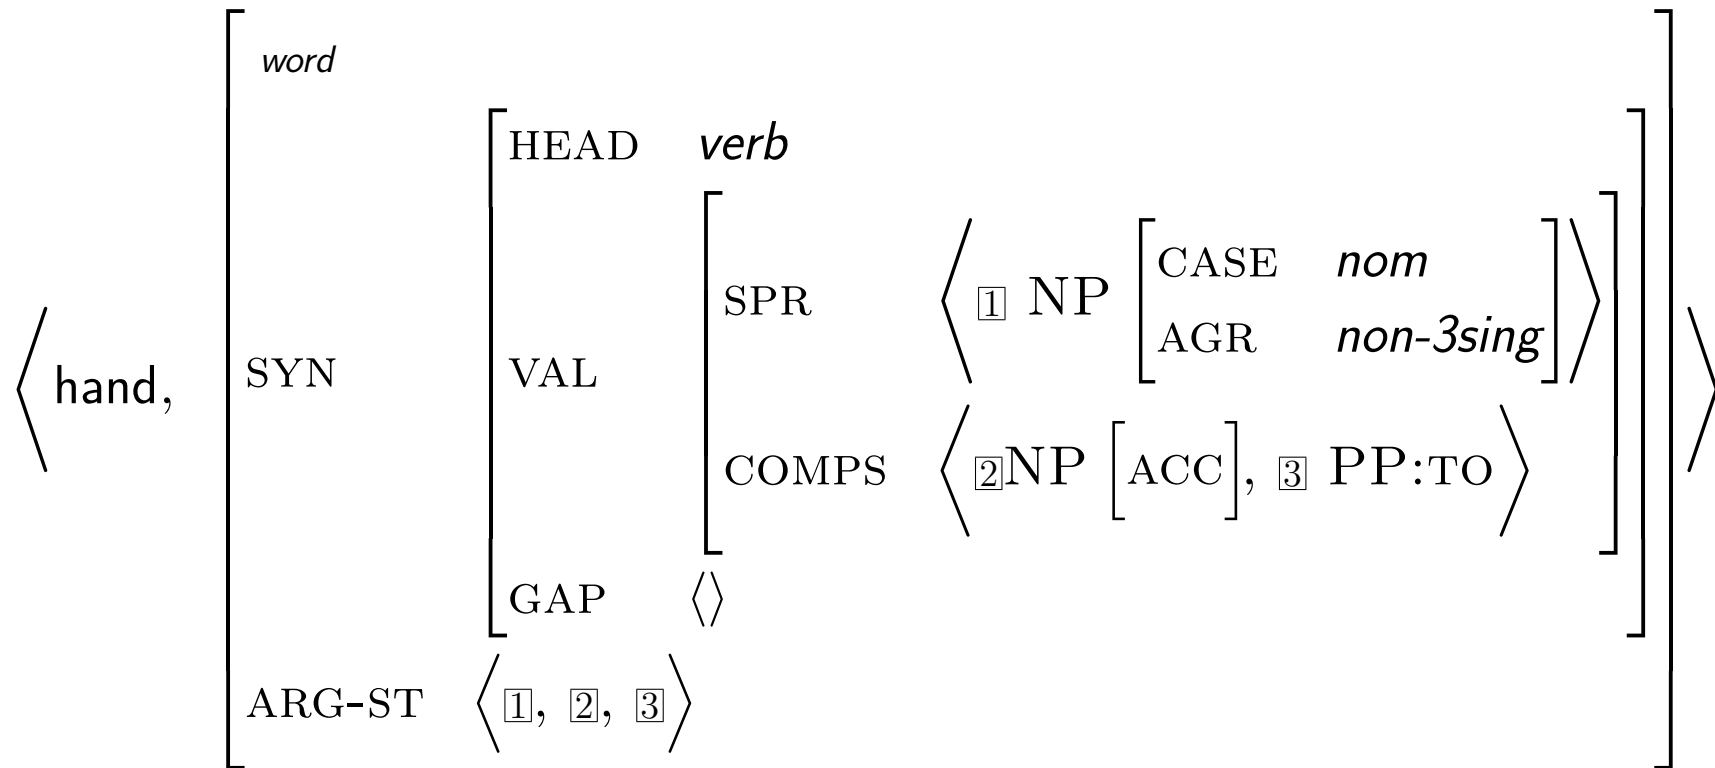 word
HEAD verb
CASE nom
SPR ⟨ 1 NP [ ] ⟩
AGR non-3sing
SYN VAL
⟨ hand,
COMPS ⟨ 2 NP [ACC], 3 PP:TO ⟩
GAP ⟨⟩
ARG-ST ⟨ 1, 2, 3 ⟩